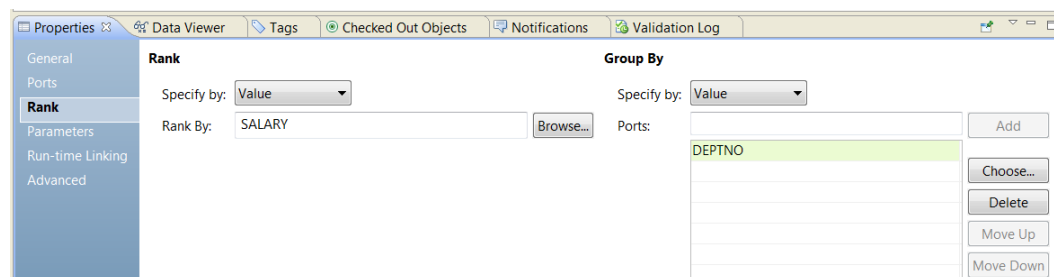 Properties Data Viewer Tags Checked Out Objects Notifications Validation Log
General
Ports
Rank
Parameters
Run-time Linking
Advanced
Rank
Specify by: Value
Rank By: SALARY Browse...
Group By
Specify by: Value
Ports: Add
DEPTNO
Choose...
Delete
Move Up
Move Down